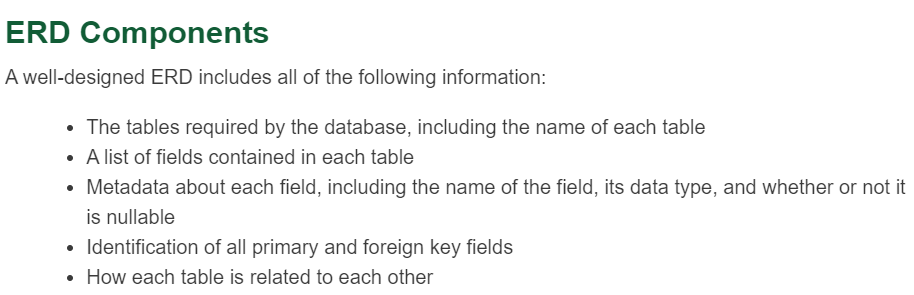 ERD Components
A well-designed ERD includes all of the following information:
• The tables required by the database, including the name of each table
• A list of fields contained in each table
• Metadata about each field, including the name of the field, its data type, and whether or not it
is nullable
• Identification of all primary and foreign key fields
• How each table is related to each other